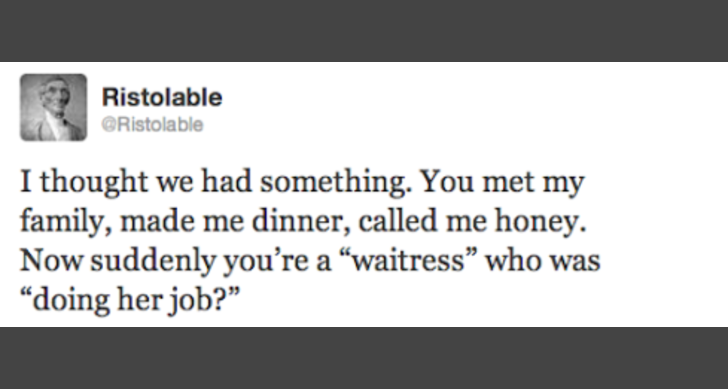 Ristolable
@Ristolable
I thought we had something. You met my
family, made me dinner, called me honey.
Now suddenly you’re a “waitress” who was
“doing her job?”